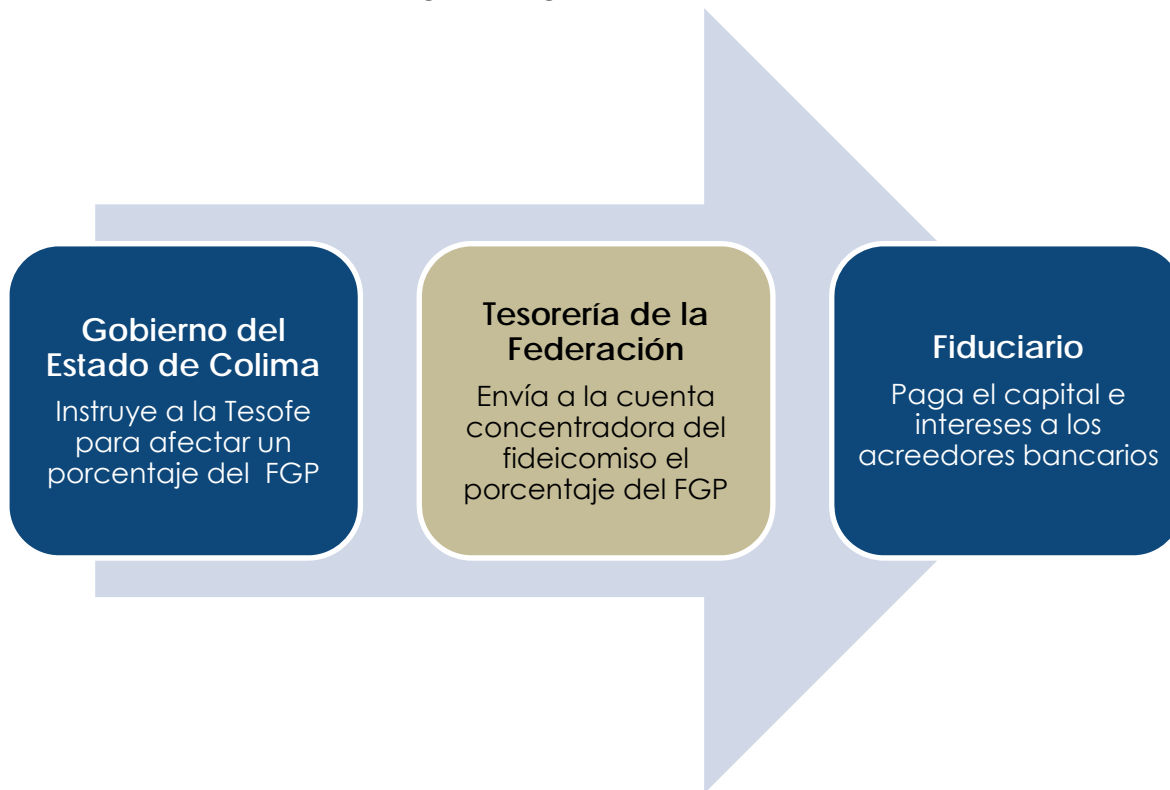 Gobierno del
Estado de Colima
Instruye a la Tesofe
para afectar un
porcentaje del FGP
Tesorería de la
Federación
Envía a la cuenta
concentradora del
fideicomiso el
porcentaje del FGP
Fiduciario
Paga el capital e
intereses a los
acreedores bancarios